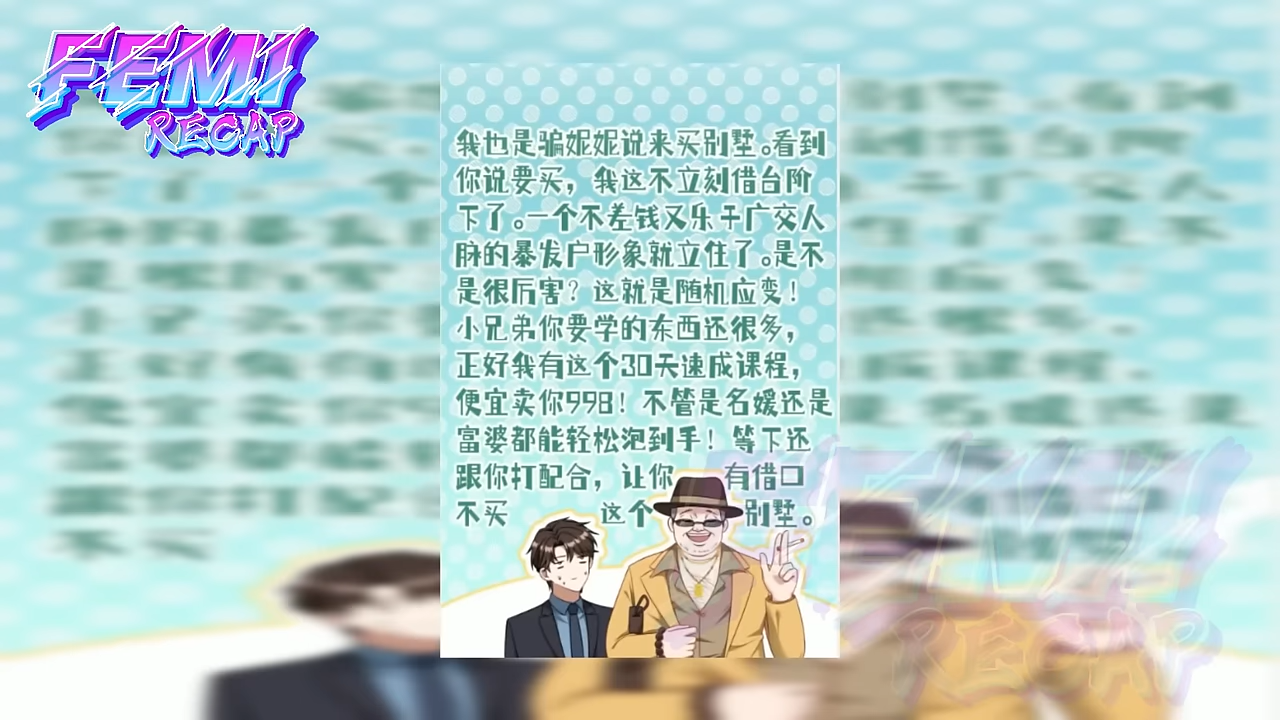 FEMI
RECAP
我也是骗妮妮说来买别墅。看到
你说要买，我这不立刻借台阶
下了。一个不差钱又乐于广交人
脉的暴发户形象就立住了。是不
是很厉害？这就是随机应变！
小兄弟你要学的东西还很多，
正好我有这个30天速成课程，
便宜卖你998！不管是名媛还是
富婆都能轻松泡到手！等下还
跟你打配合，让你 有借口
不买 这个 别墅。
FEMI
RECAP